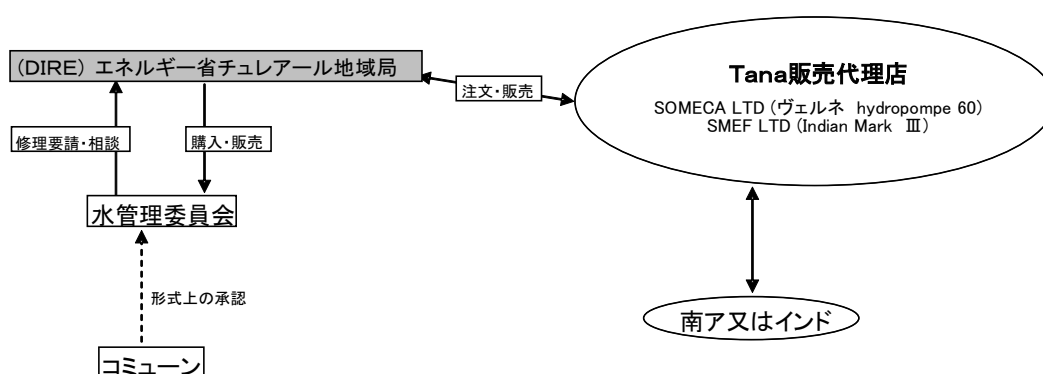 (DIRE) エネルギー省チュレアール地域局
注文・販売
Tana販売代理店
SOMECA LTD (ヴェルネ　hydropompe 60)
SMEF LTD (Indian Mark　Ⅲ)
修理要請・相談
購入・販売
水管理委員会
形式上の承認
南ア又はインド
コミューン